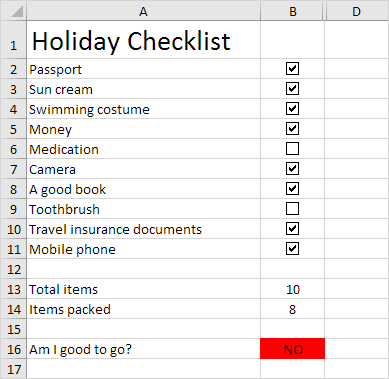 A B D
1 Holiday Checklist
2 Passport
3 Sun cream
4 Swimming costume
5 Money
6 Medication
7 Camera
8 A good book
9 Toothbrush
10 Travel insurance documents
11 Mobile phone
12
13 Total items 10
14 Items packed 8
15
16 Am I good to go? NO
17